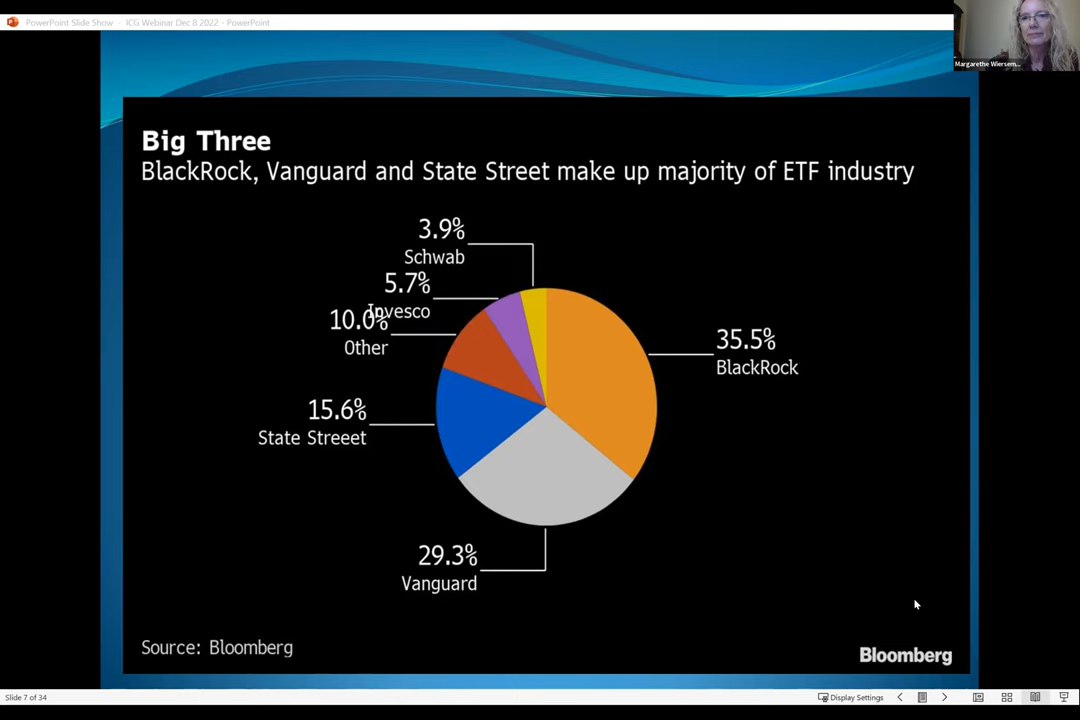 PowerPoint Slide Show - ICG Webinar Dec 8 2022 - PowerPoint
Margarethe Wiersem...
Big Three
BlackRock, Vanguard and State Street make up majority of ETF industry
3.9%
Schwab
5.7%
Invesco
10.0%
Other
35.5%
BlackRock
15.6%
State Streeet
29.3%
Vanguard
Source: Bloomberg
Bloomberg
Slide 7 of 34
Display Settings